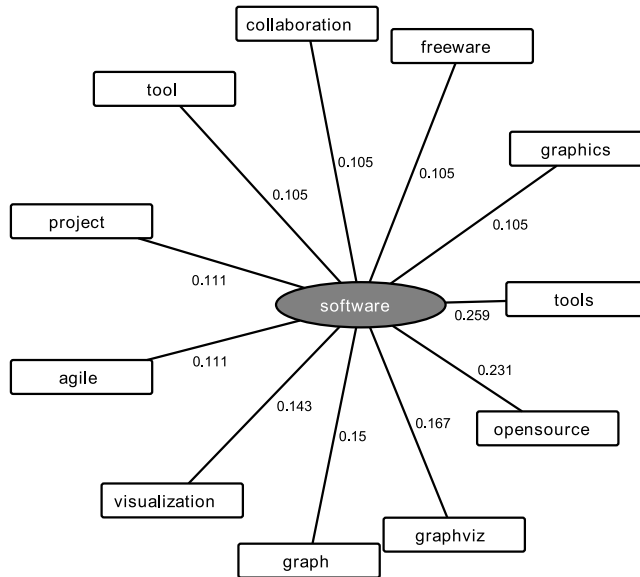 collaboration
freeware
tool
graphics
0.105
0.105
0.105
0.105
project
0.111
software
tools
0.259
agile
0.111
0.231
0.143
0.167
0.15
opensource
visualization
graphviz
graph